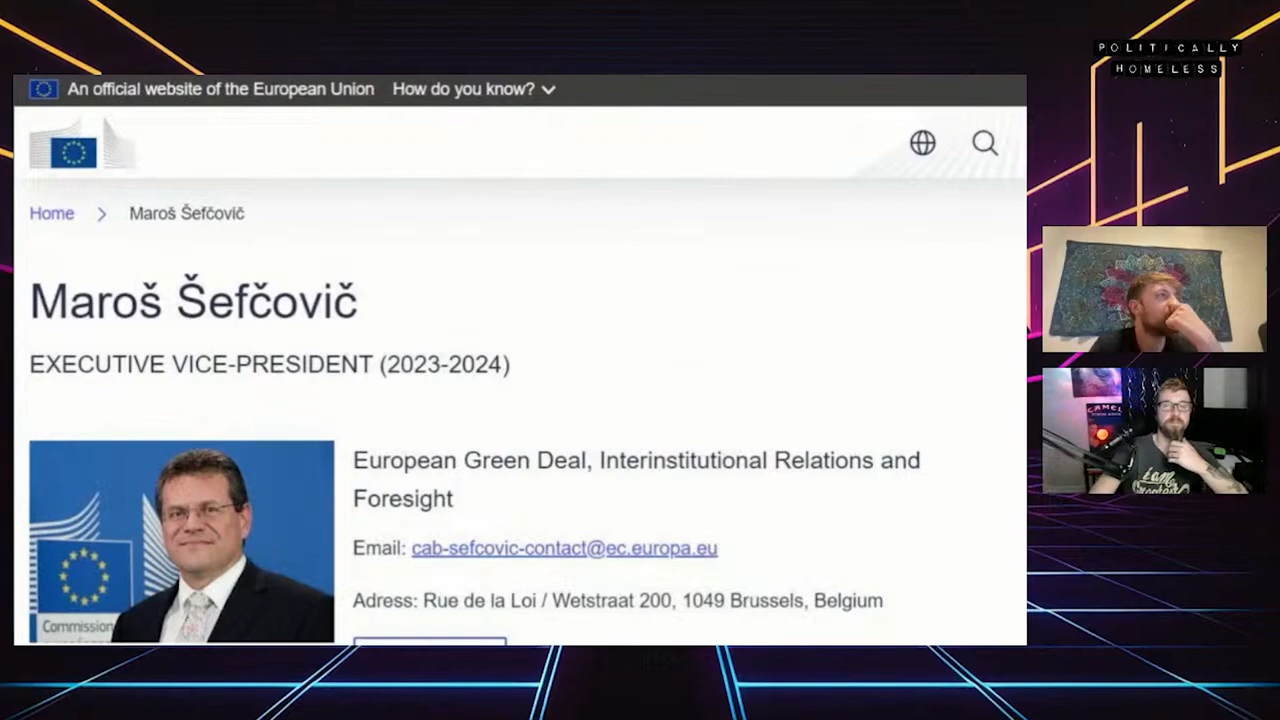 POLITICALLY
HOMELESS
An official website of the European Union How do you know?
Home Maroš Šefčovič
Maroš Šefčovič
EXECUTIVE VICE-PRESIDENT (2023-2024)
European Green Deal, Interinstitutional Relations and
Foresight
Email: cab-sefcovic-contact@ec.europa.eu
Adress: Rue de la Loi / Wetstraat 200, 1049 Brussels, Belgium
Commission
CAMEL
i am